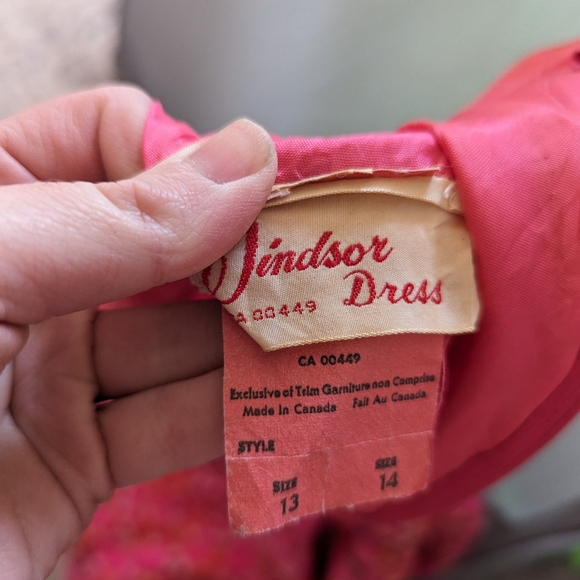 Windsor
Dress
CA 00449
CA 00449
Exclusive of Trim Garniture non Comprise
Made in Canada Fait Au Canada
STYLE
SIZE SIZE
13 14